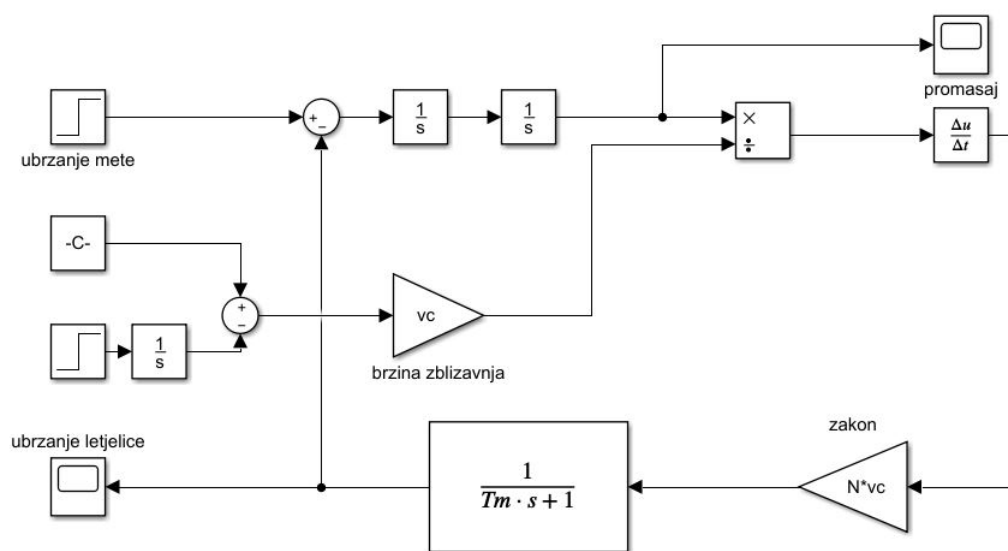 promasaj
+
−
1
s
1
s
×
÷
Δu
Δt
ubrzanje mete
-C-
+
−
vc
1
s
brzina zblizavnja
ubrzanje letjelice
zakon
1
Tm · s + 1
N*vc